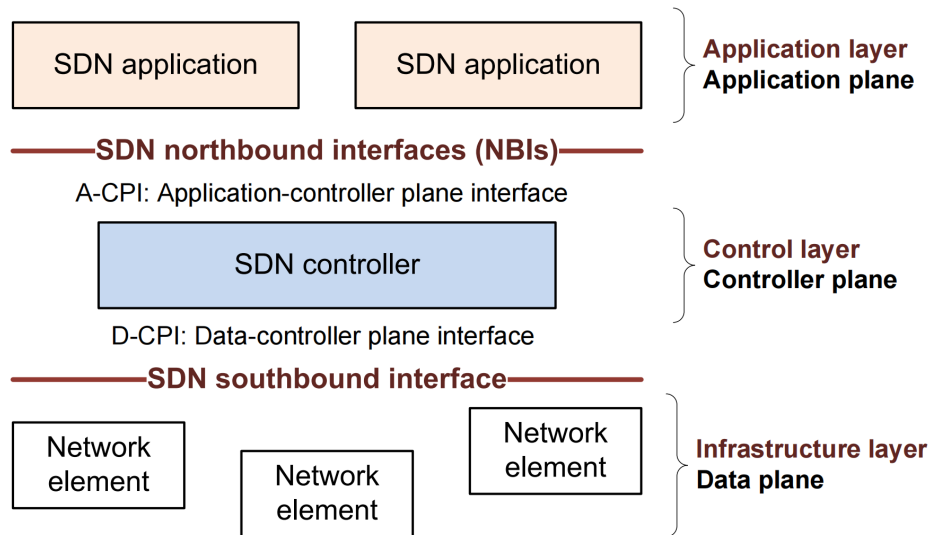 SDN application
SDN application
Application layer
Application plane
SDN northbound interfaces (NBIs)
A-CPI: Application-controller plane interface
SDN controller
Control layer
Controller plane
D-CPI: Data-controller plane interface
SDN southbound interface
Network
element
Network
element
Network
element
Infrastructure layer
Data plane